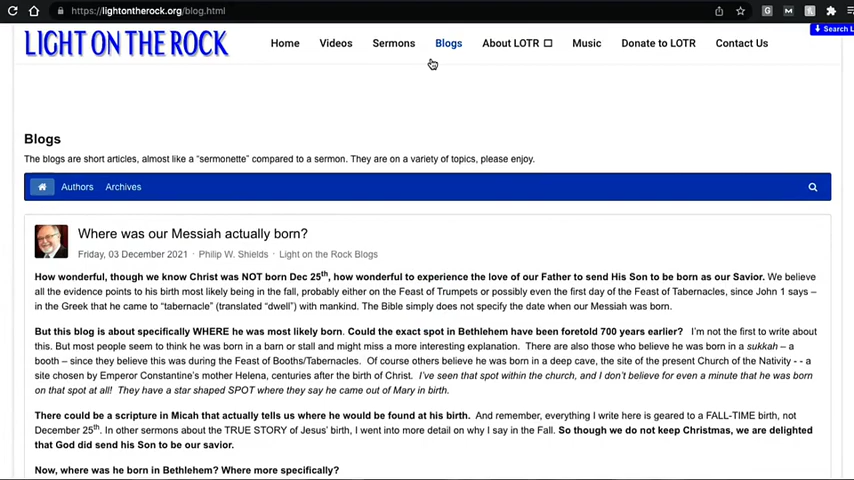 https://lightontherock.org/blog.html
LIGHT ON THE ROCK
Home Videos Sermons Blogs About LOTR Music Donate to LOTR Contact Us
Search L
Blogs
The blogs are short articles, almost like a “sermonette” compared to a sermon. They are on a variety of topics, please enjoy.
Authors Archives
Where was our Messiah actually born?
Friday, 03 December 2021 · Philip W. Shields · Light on the Rock Blogs
How wonderful, though we know Christ was NOT born Dec 25th, how wonderful to experience the love of our Father to send His Son to be born as our Savior. We believe
all the evidence points to his birth most likely being in the fall, probably either on the Feast of Trumpets or possibly even the first day of the Feast of Tabernacles, since John 1 says –
in the Greek that he came to “tabernacle” (translated “dwell”) with mankind. The Bible simply does not specify the date when our Messiah was born.
But this blog is about specifically WHERE he was most likely born. Could the exact spot in Bethlehem have been foretold 700 years earlier? I’m not the first to write about
this. But most people seem to think he was born in a barn or stall and might miss a more interesting explanation. There are also those who believe he was born in a sukkah – a
booth – since they believe this was during the Feast of Booths/Tabernacles. Of course others believe he was born in a deep cave, the site of the present Church of the Nativity - - a
site chosen by Emperor Constantine’s mother Helena, centuries after the birth of Christ. I’ve seen that spot within the church, and I don’t believe for even a minute that he was born
on that spot at all! They have a star shaped SPOT where they say he came out of Mary in birth.
There could be a scripture in Micah that actually tells us where he would be found at his birth. And remember, everything I write here is geared to a FALL-TIME birth, not
December 25th. In other sermons about the TRUE STORY of Jesus’ birth, I went into more detail on why I say in the Fall. So though we do not keep Christmas, we are delighted
that God did send his Son to be our savior.
Now, where was he born in Bethlehem? Where more specifically?